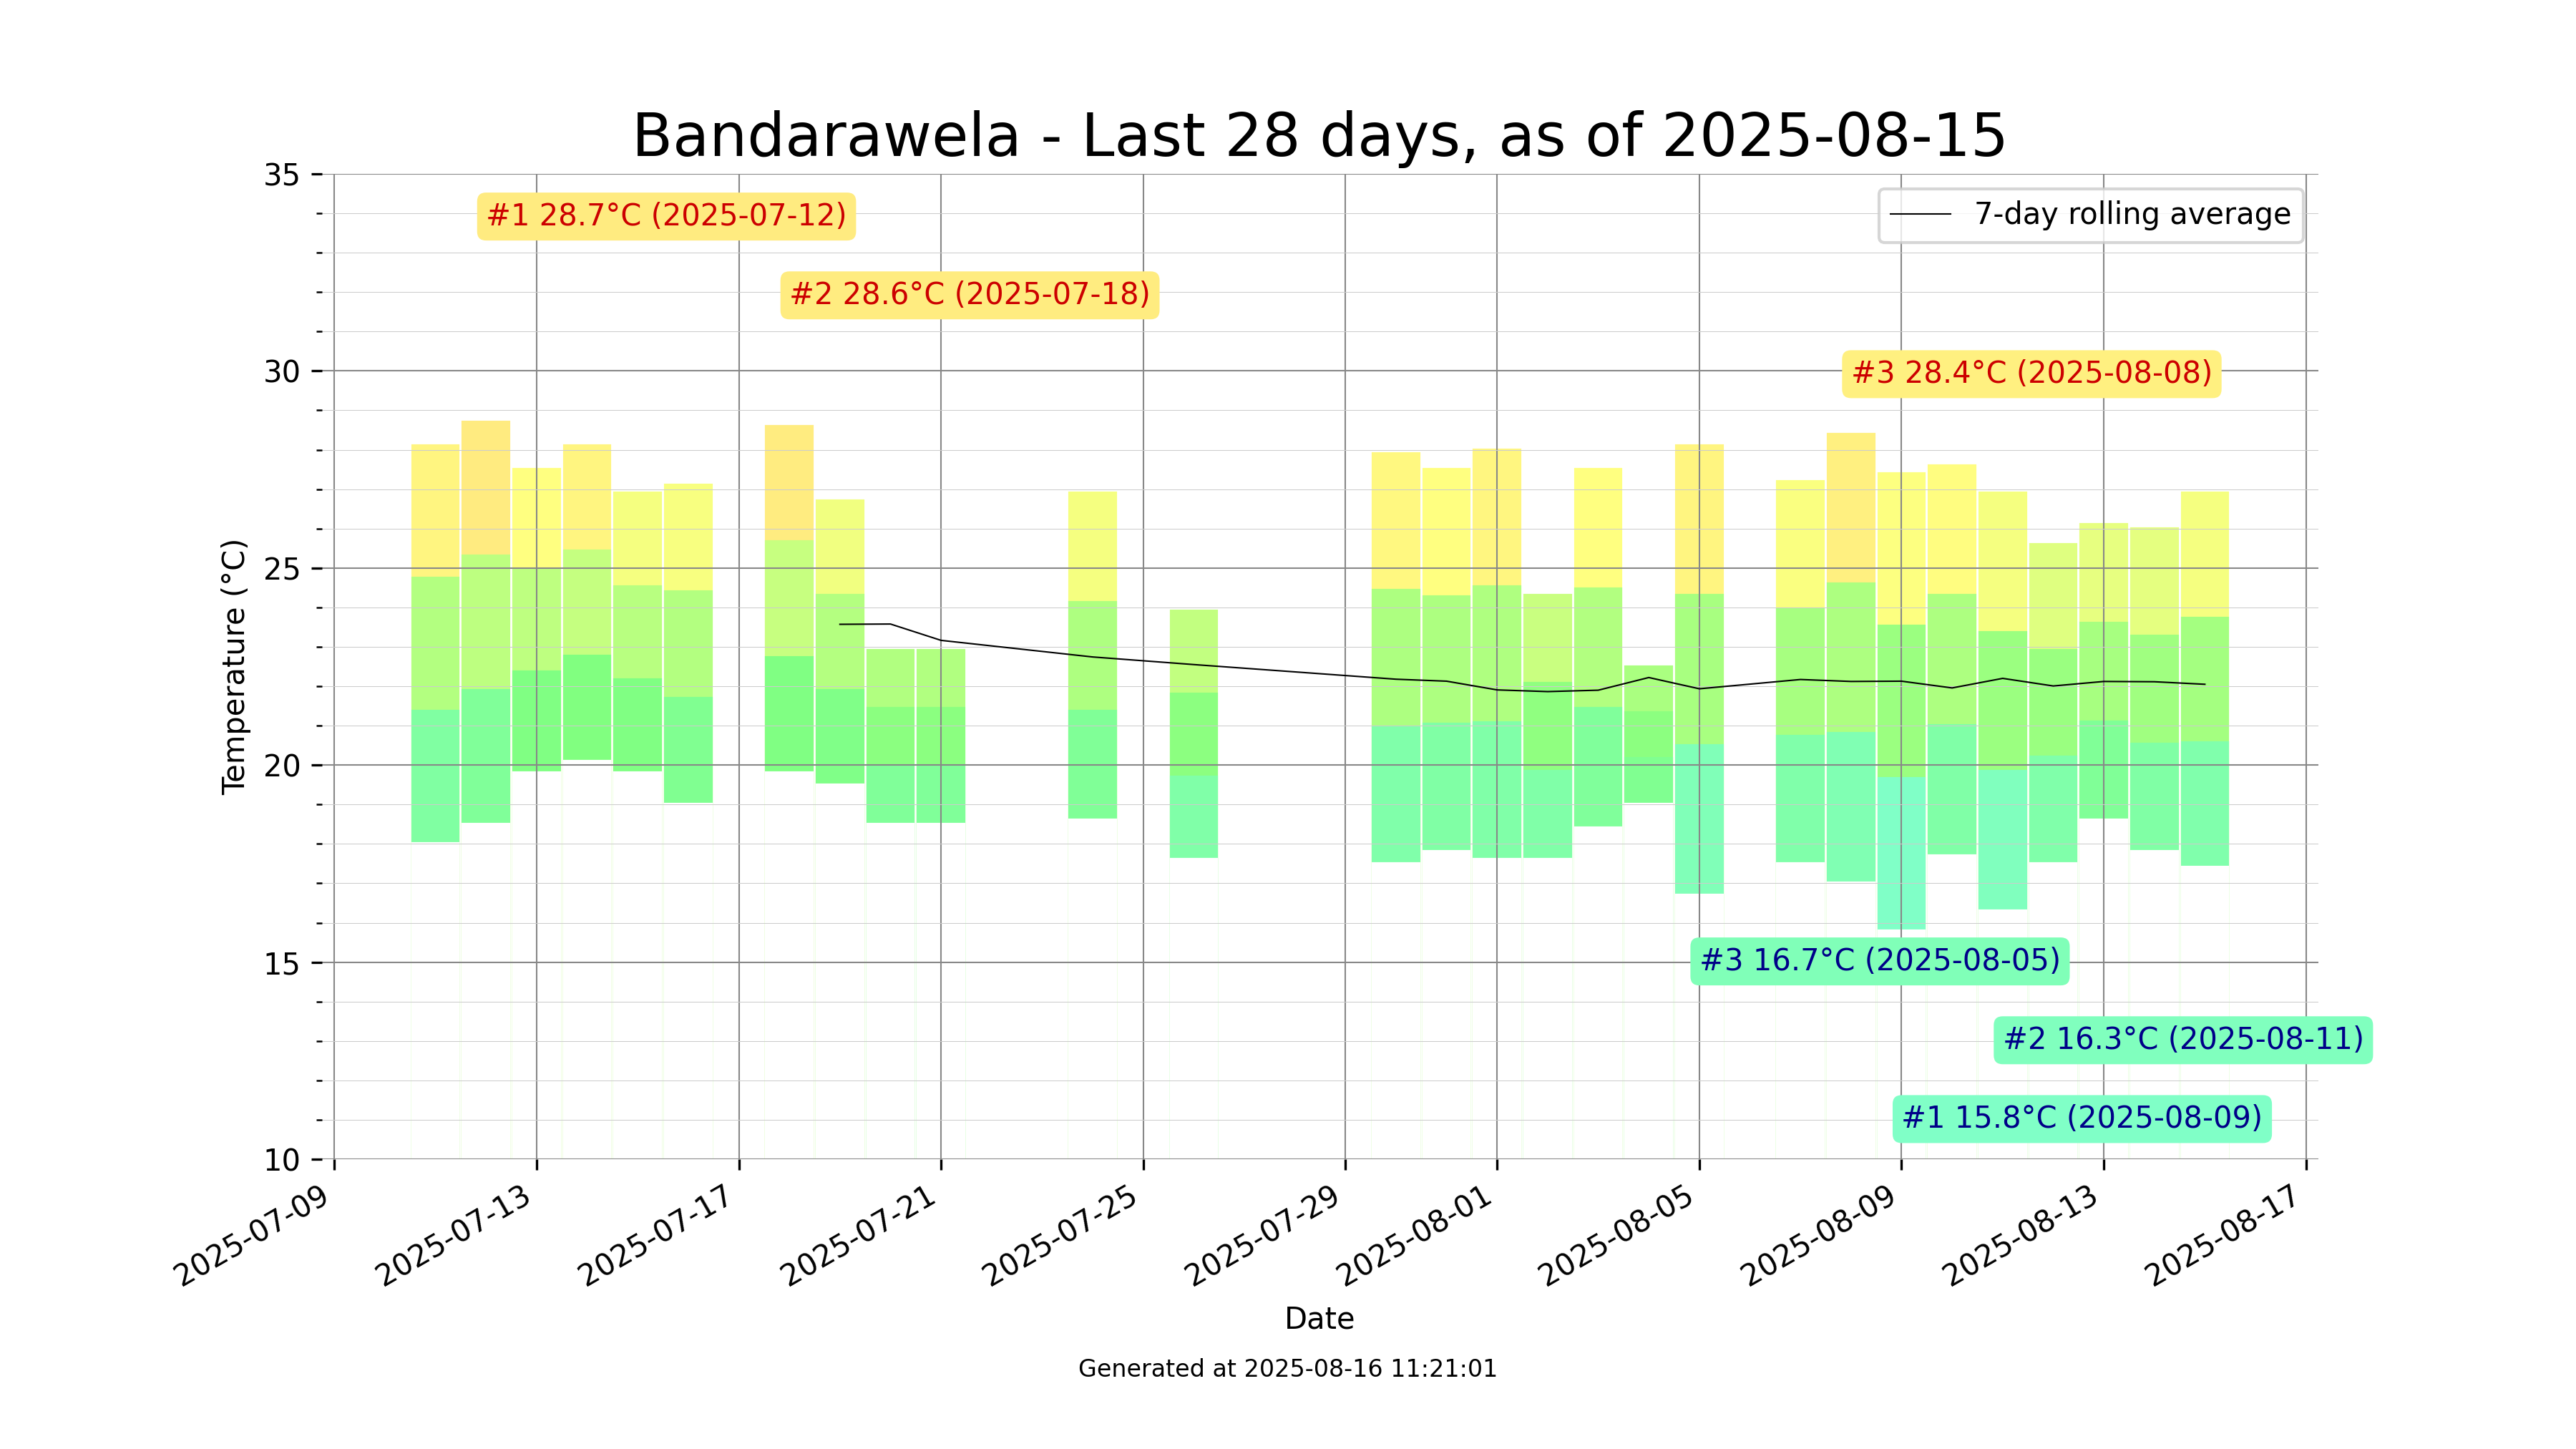 Bandarawela - Last 28 days, as of 2025-08-15
35
#1 28.7°C (2025-07-12)
7-day rolling average
#2 28.6°C (2025-07-18)
30
#3 28.4°C (2025-08-08)
25
Temperature (°C)
20
15
#3 16.7°C (2025-08-05)
#2 16.3°C (2025-08-11)
#1 15.8°C (2025-08-09)
10
2025-07-09
2025-07-13
2025-07-17
2025-07-21
2025-07-25
2025-07-29
2025-08-01
2025-08-05
2025-08-09
2025-08-13
2025-08-17
Date
Generated at 2025-08-16 11:21:01